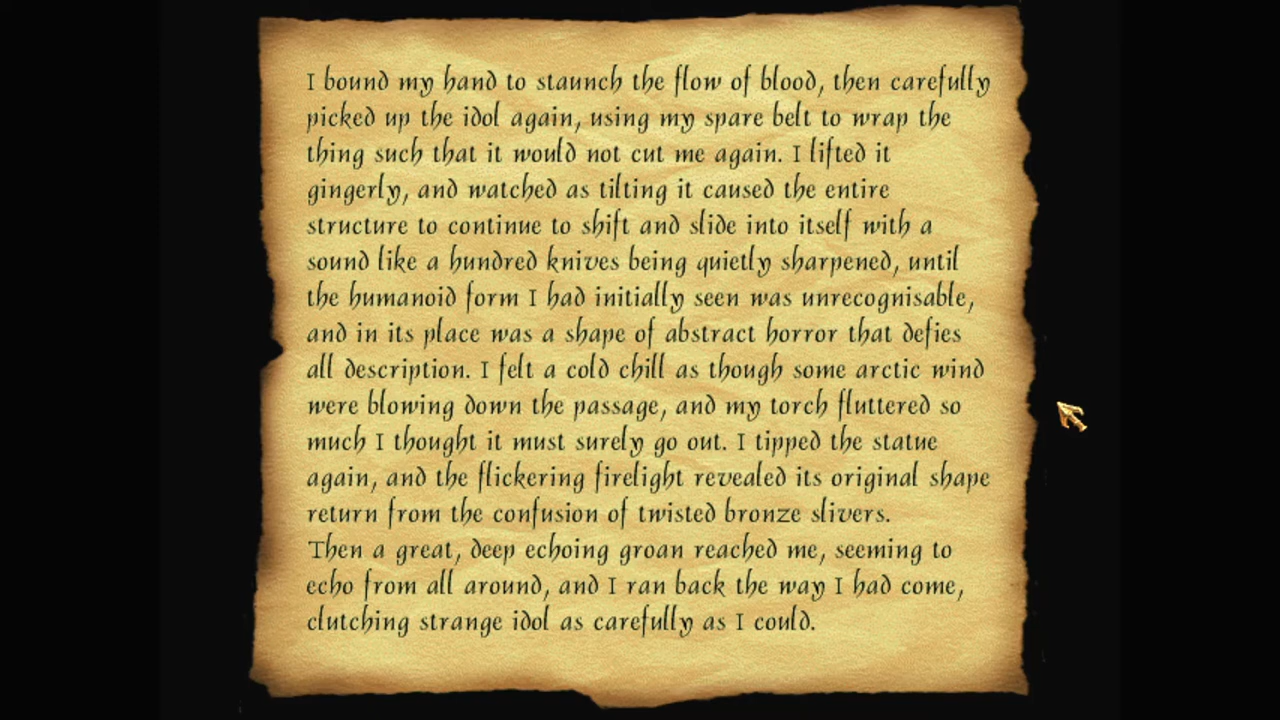 I bound my hand to staunch the flow of blood, then carefully
picked up the idol again, using my spare belt to wrap the
thing such that it would not cut me again. I lifted it
gingerly, and watched as tilting it caused the entire
structure to continue to shift and slide into itself with a
sound like a hundred knives being quietly sharpened, until
the humanoid form I had initially seen was unrecognisable,
and in its place was a shape of abstract horror that defies
all description. I felt a cold chill as though some arctic wind
were blowing down the passage, and my torch fluttered so
much I thought it must surely go out. I tipped the statue
again, and the flickering firelight revealed its original shape
return from the confusion of twisted bronze slivers.
Then a great, deep echoing groan reached me, seeming to
echo from all around, and I ran back the way I had come,
clutching strange idol as carefully as I could.